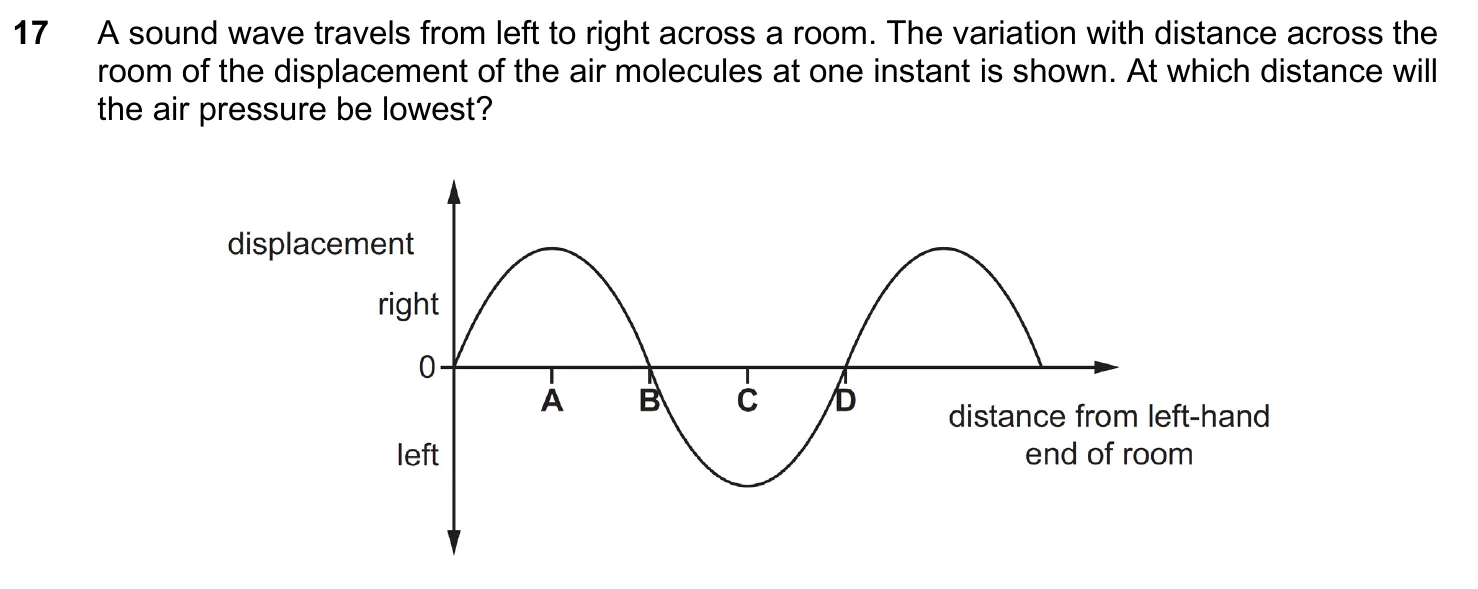 17 A sound wave travels from left to right across a room. The variation with distance across the
room of the displacement of the air molecules at one instant is shown. At which distance will
the air pressure be lowest?
displacement
right
0
A B C D
left
distance from left-hand
end of room